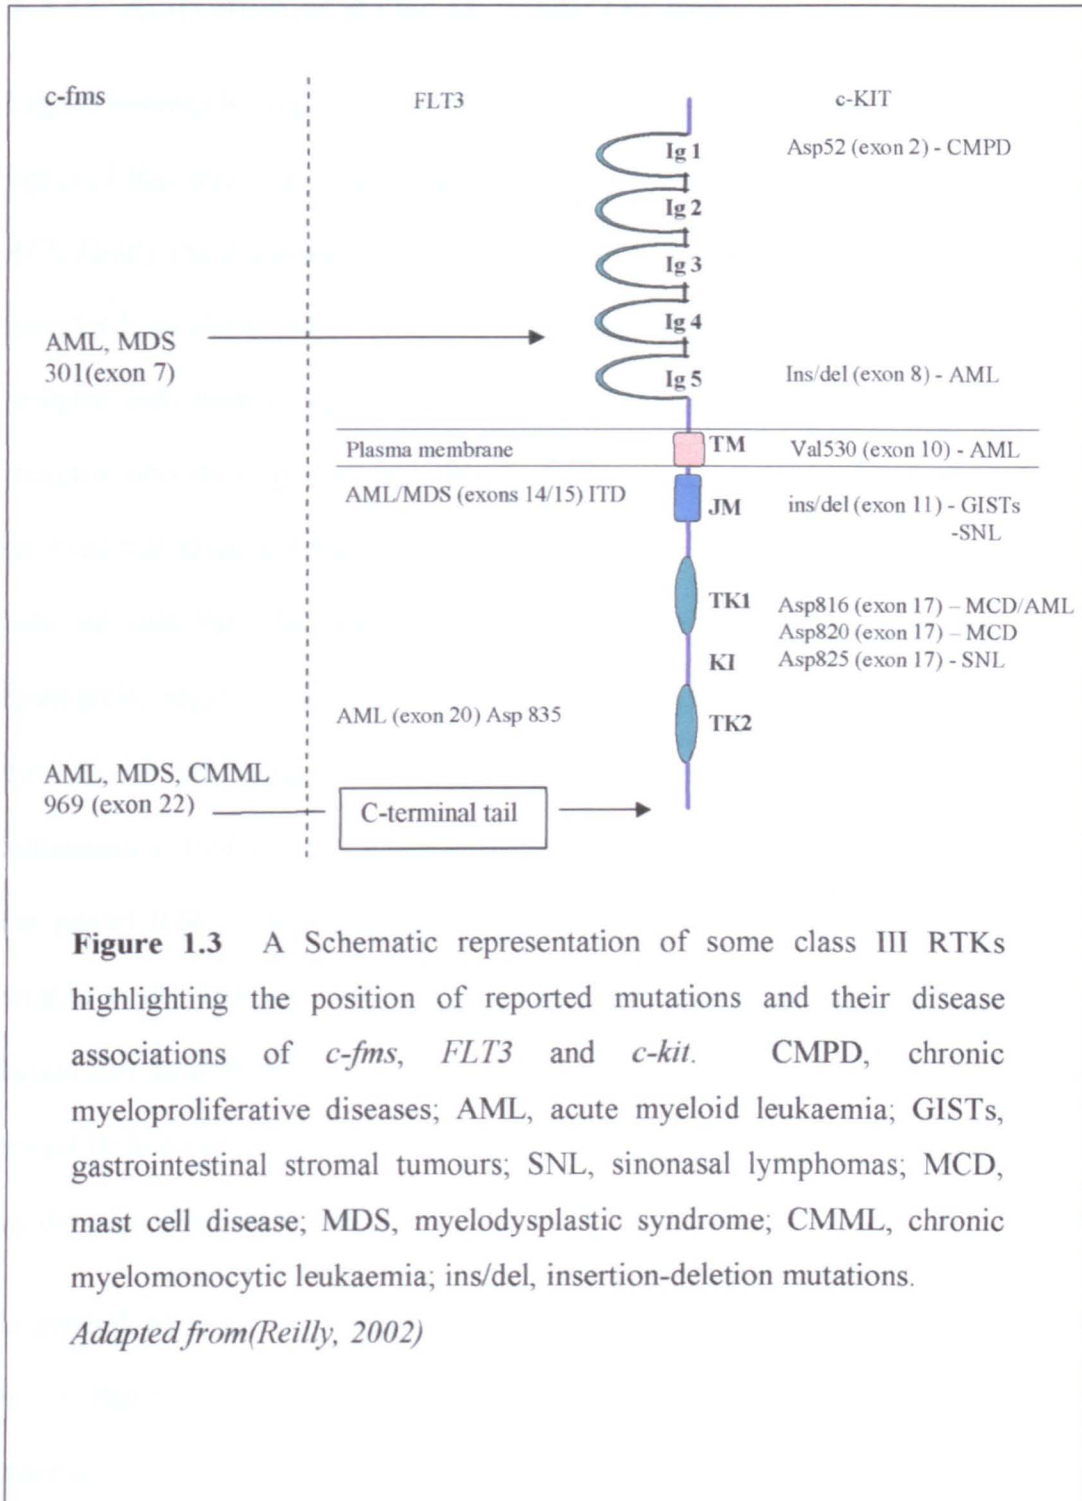 c-fms
FLT3
c-KIT
Ig 1
Asp52 (exon 2) - CMPD
Ig 2
Ig 3
Ig 4
AML, MDS
301(exon 7)
Ig 5
Ins/del (exon 8) - AML
Plasma membrane
TM
Val530 (exon 10) - AML
AML/MDS (exons 14/15) ITD
JM
ins/del (exon 11) - GISTs
-SNL
TK1
Asp816 (exon 17) – MCD/AML
Asp820 (exon 17) – MCD
KI
Asp825 (exon 17) - SNL
AML (exon 20) Asp 835
TK2
AML, MDS, CMML
969 (exon 22)
C-terminal tail
Figure 1.3 A Schematic representation of some class III RTKs
highlighting the position of reported mutations and their disease
associations of c-fms, FLT3 and c-kit. CMPD, chronic
myeloproliferative diseases; AML, acute myeloid leukaemia; GISTs,
gastrointestinal stromal tumours; SNL, sinonasal lymphomas; MCD,
mast cell disease; MDS, myelodysplastic syndrome; CMML, chronic
myelomonocytic leukaemia; ins/del, insertion-deletion mutations.
Adapted from(Reilly, 2002)